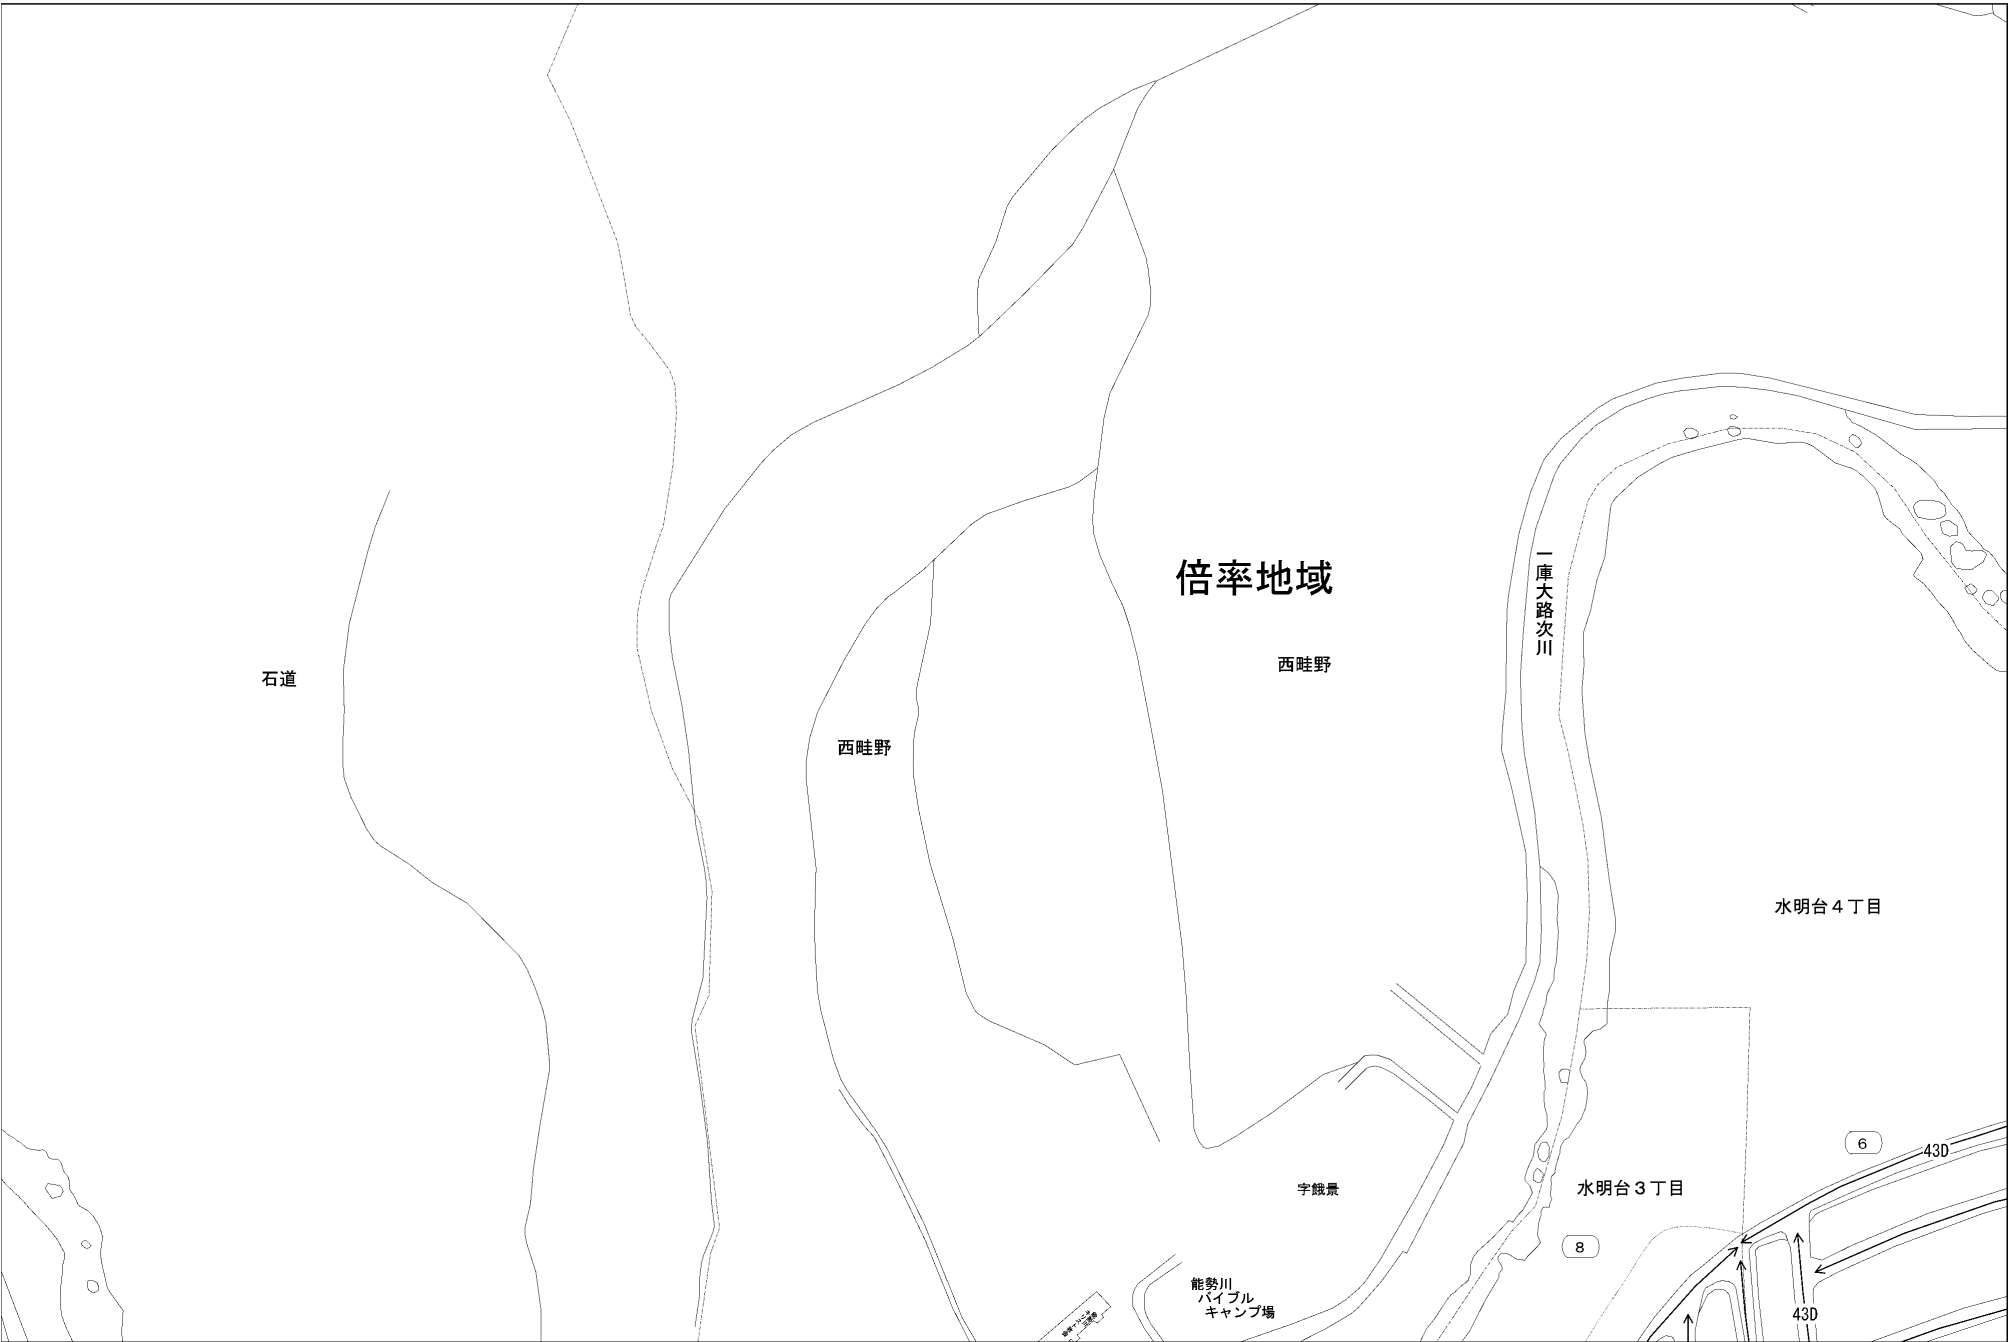 倍率地域
一庫大路次川
西畦野
石道
西畦野
水明台４丁目
6
43D
水明台３丁目
字餓景
8
能勢川
バイブル
キャンプ場
43D